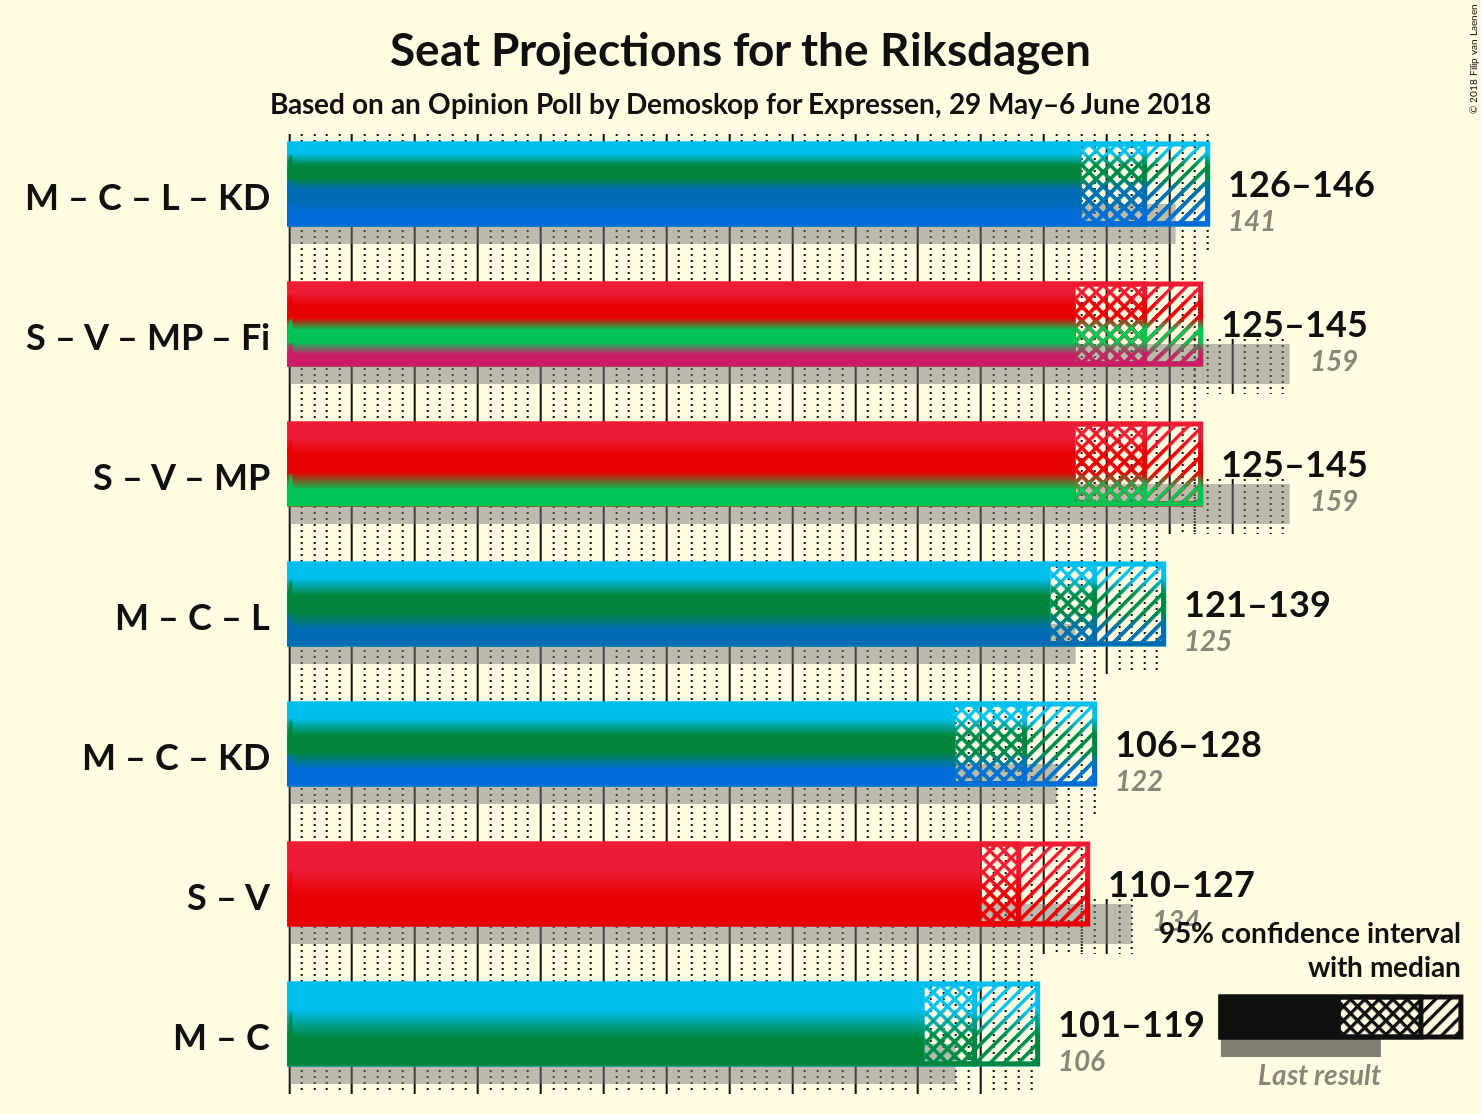 © 2018 Filip van Laenen
Seat Projections for the Riksdagen
Based on an Opinion Poll by Demoskop for Expressen, 29 May–6 June 2018
M – C – L – KD
126–146
141
S – V – MP – Fi
125–145
159
S – V – MP
125–145
159
M – C – L
121–139
125
M – C – KD
106–128
122
S – V
110–127
134
95% confidence interval
with median
M – C
101–119
106
Last result